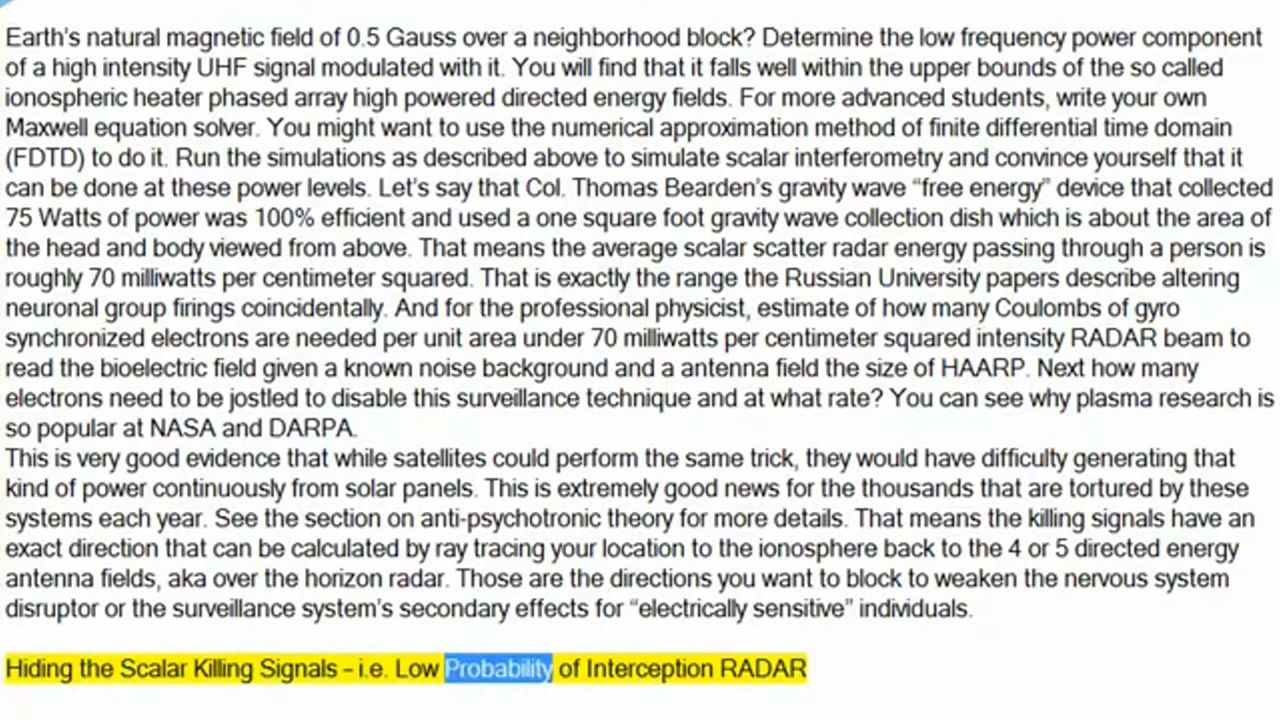 Earth's natural magnetic field of 0.5 Gauss over a neighborhood block? Determine the low frequency power component
of a high intensity UHF signal modulated with it. You will find that it falls well within the upper bounds of the so called
ionospheric heater phased array high powered directed energy fields. For more advanced students, write your own
Maxwell equation solver. You might want to use the numerical approximation method of finite differential time domain
(FDTD) to do it. Run the simulations as described above to simulate scalar interferometry and convince yourself that it
can be done at these power levels. Let's say that Col. Thomas Bearden's gravity wave “free energy” device that collected
75 Watts of power was 100% efficient and used a one square foot gravity wave collection dish which is about the area of
the head and body viewed from above. That means the average scalar scatter radar energy passing through a person is
roughly 70 milliwatts per centimeter squared. That is exactly the range the Russian University papers describe altering
neuronal group firings coincidentally. And for the professional physicist, estimate of how many Coulombs of gyro
synchronized electrons are needed per unit area under 70 milliwatts per centimeter squared intensity RADAR beam to
read the bioelectric field given a known noise background and a antenna field the size of HAARP. Next how many
electrons need to be jostled to disable this surveillance technique and at what rate? You can see why plasma research is
so popular at NASA and DARPA.
This is very good evidence that while satellites could perform the same trick, they would have difficulty generating that
kind of power continuously from solar panels. This is extremely good news for the thousands that are tortured by these
systems each year. See the section on anti-psychotronic theory for more details. That means the killing signals have an
exact direction that can be calculated by ray tracing your location to the ionosphere back to the 4 or 5 directed energy
antenna fields, aka over the horizon radar. Those are the directions you want to block to weaken the nervous system
disruptor or the surveillance system's secondary effects for “electrically sensitive” individuals.
Hiding the Scalar Killing Signals – i.e. Low Probability of Interception RADAR